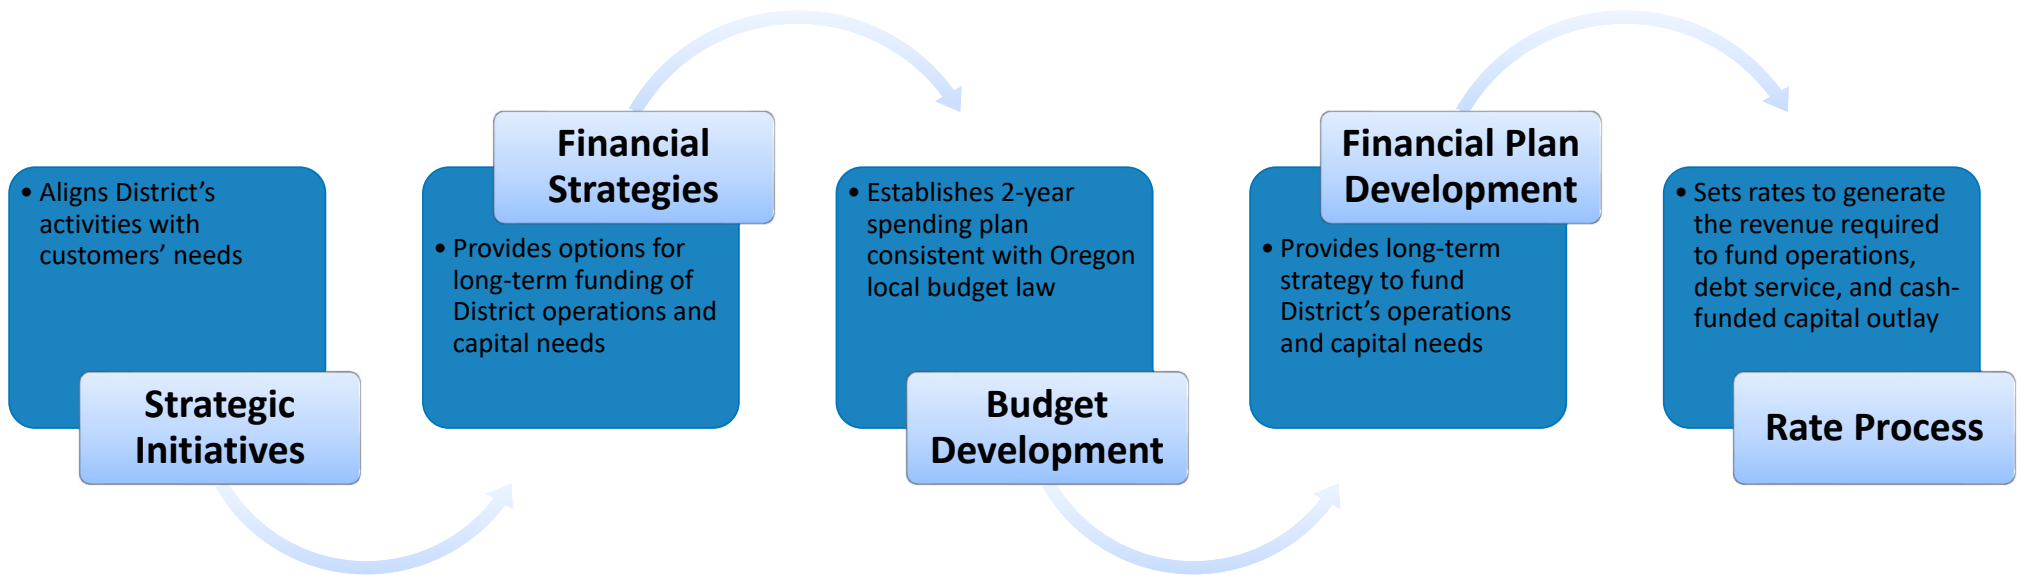 • Aligns District’s
activities with
customers’ needs
Strategic
Initiatives
Financial
Strategies
• Provides options for
long-term funding of
District operations and
capital needs
• Establishes 2-year
spending plan
consistent with Oregon
local budget law
Budget
Development
Financial Plan
Development
• Provides long-term
strategy to fund
District’s operations
and capital needs
• Sets rates to generate
the revenue required
to fund operations,
debt service, and cash-
funded capital outlay
Rate Process